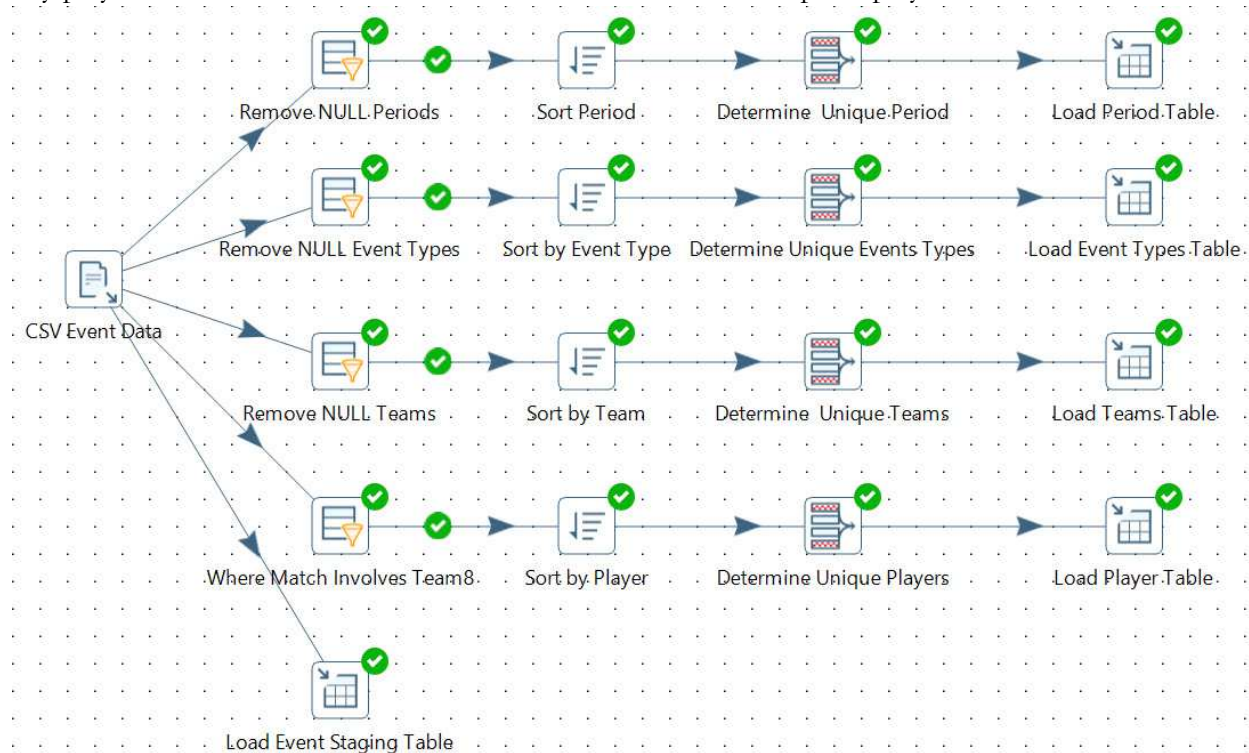 Remove NULL Periods
Sort Period
Determine Unique Period
Load Period Table
Remove NULL Event Types
Sort by Event Type
Determine Unique Events Types
Load Event Types Table
CSV Event Data
Remove NULL Teams
Sort by Team
Determine Unique Teams
Load Teams Table
Where Match Involves Team8
Sort by Player
Determine Unique Players
Load Player Table
Load Event Staging Table